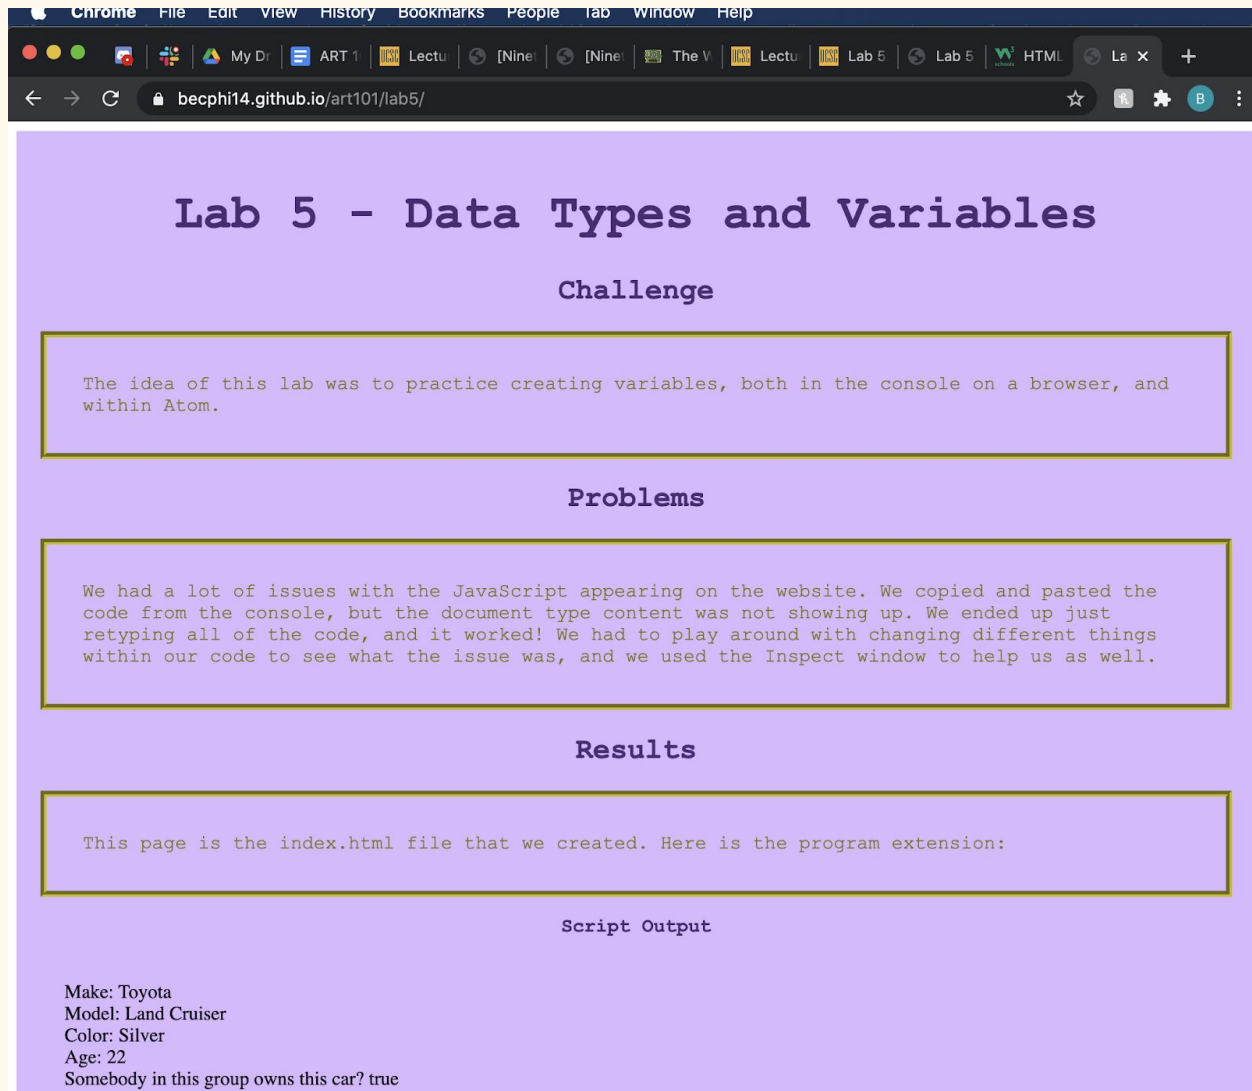 Chrome File Edit View History Bookmarks People Tab Window Help
My Dr ART 1 UCSC Lectu [Nine [Nine The W UCSC Lectu UCSC Lab 5 Lab 5 W3 schools HTML La
becphi14.github.io/art101/lab5/ B
Lab 5 - Data Types and Variables
Challenge
The idea of this lab was to practice creating variables, both in the console on a browser, and
within Atom.
Problems
We had a lot of issues with the JavaScript appearing on the website. We copied and pasted the
code from the console, but the document type content was not showing up. We ended up just
retyping all of the code, and it worked! We had to play around with changing different things
within our code to see what the issue was, and we used the Inspect window to help us as well.
Results
This page is the index.html file that we created. Here is the program extension:
Script Output
Make: Toyota
Model: Land Cruiser
Color: Silver
Age: 22
Somebody in this group owns this car? true